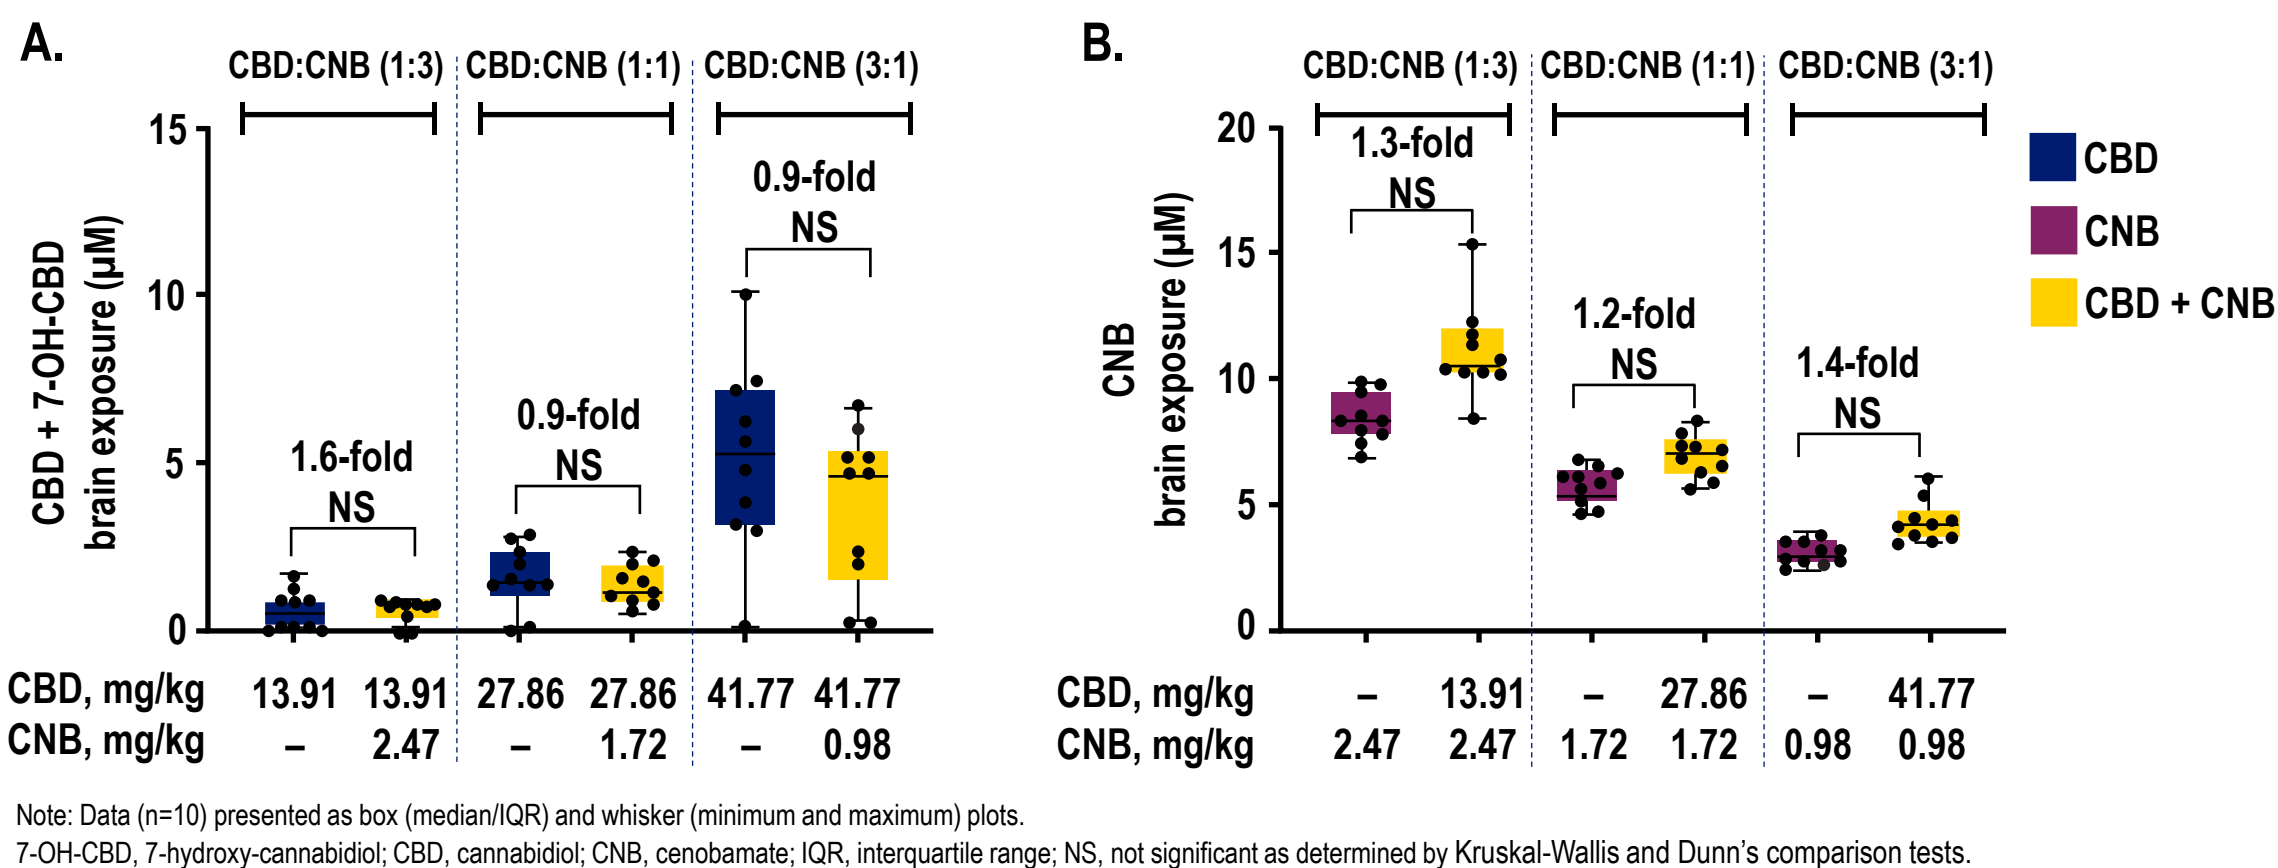 A.
CBD:CNB (1:3) CBD:CNB (1:1) CBD:CNB (3:1)
CBD + 7-OH-CBD
brain exposure (µM)
15
10
5
0
1.6-fold
NS
0.9-fold
NS
0.9-fold
NS
CBD, mg/kg 13.91 13.91 27.86 27.86 41.77 41.77
CNB, mg/kg – 2.47 – 1.72 – 0.98
B.
CBD:CNB (1:3) CBD:CNB (1:1) CBD:CNB (3:1)
CNB
brain exposure (µM)
20
15
10
5
0
1.3-fold
NS
1.2-fold
NS
1.4-fold
NS
CBD, mg/kg – 13.91 – 27.86 – 41.77
CNB, mg/kg 2.47 2.47 1.72 1.72 0.98 0.98
CBD
CNB
CBD + CNB
Note: Data (n=10) presented as box (median/IQR) and whisker (minimum and maximum) plots.
7-OH-CBD, 7-hydroxy-cannabidiol; CBD, cannabidiol; CNB, cenobamate; IQR, interquartile range; NS, not significant as determined by Kruskal-Wallis and Dunn's comparison tests.